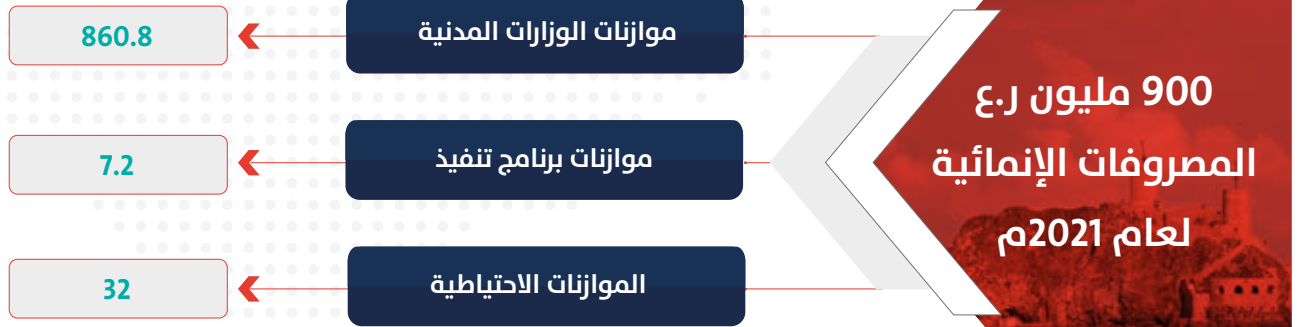 900 مليون ر.ع
المصروفات الإنمائية
لعام 2021م
موازنات الوزارات المدنية
860.8
موازنات برنامج تنفيذ
7.2
الموازنات الاحتياطية
32